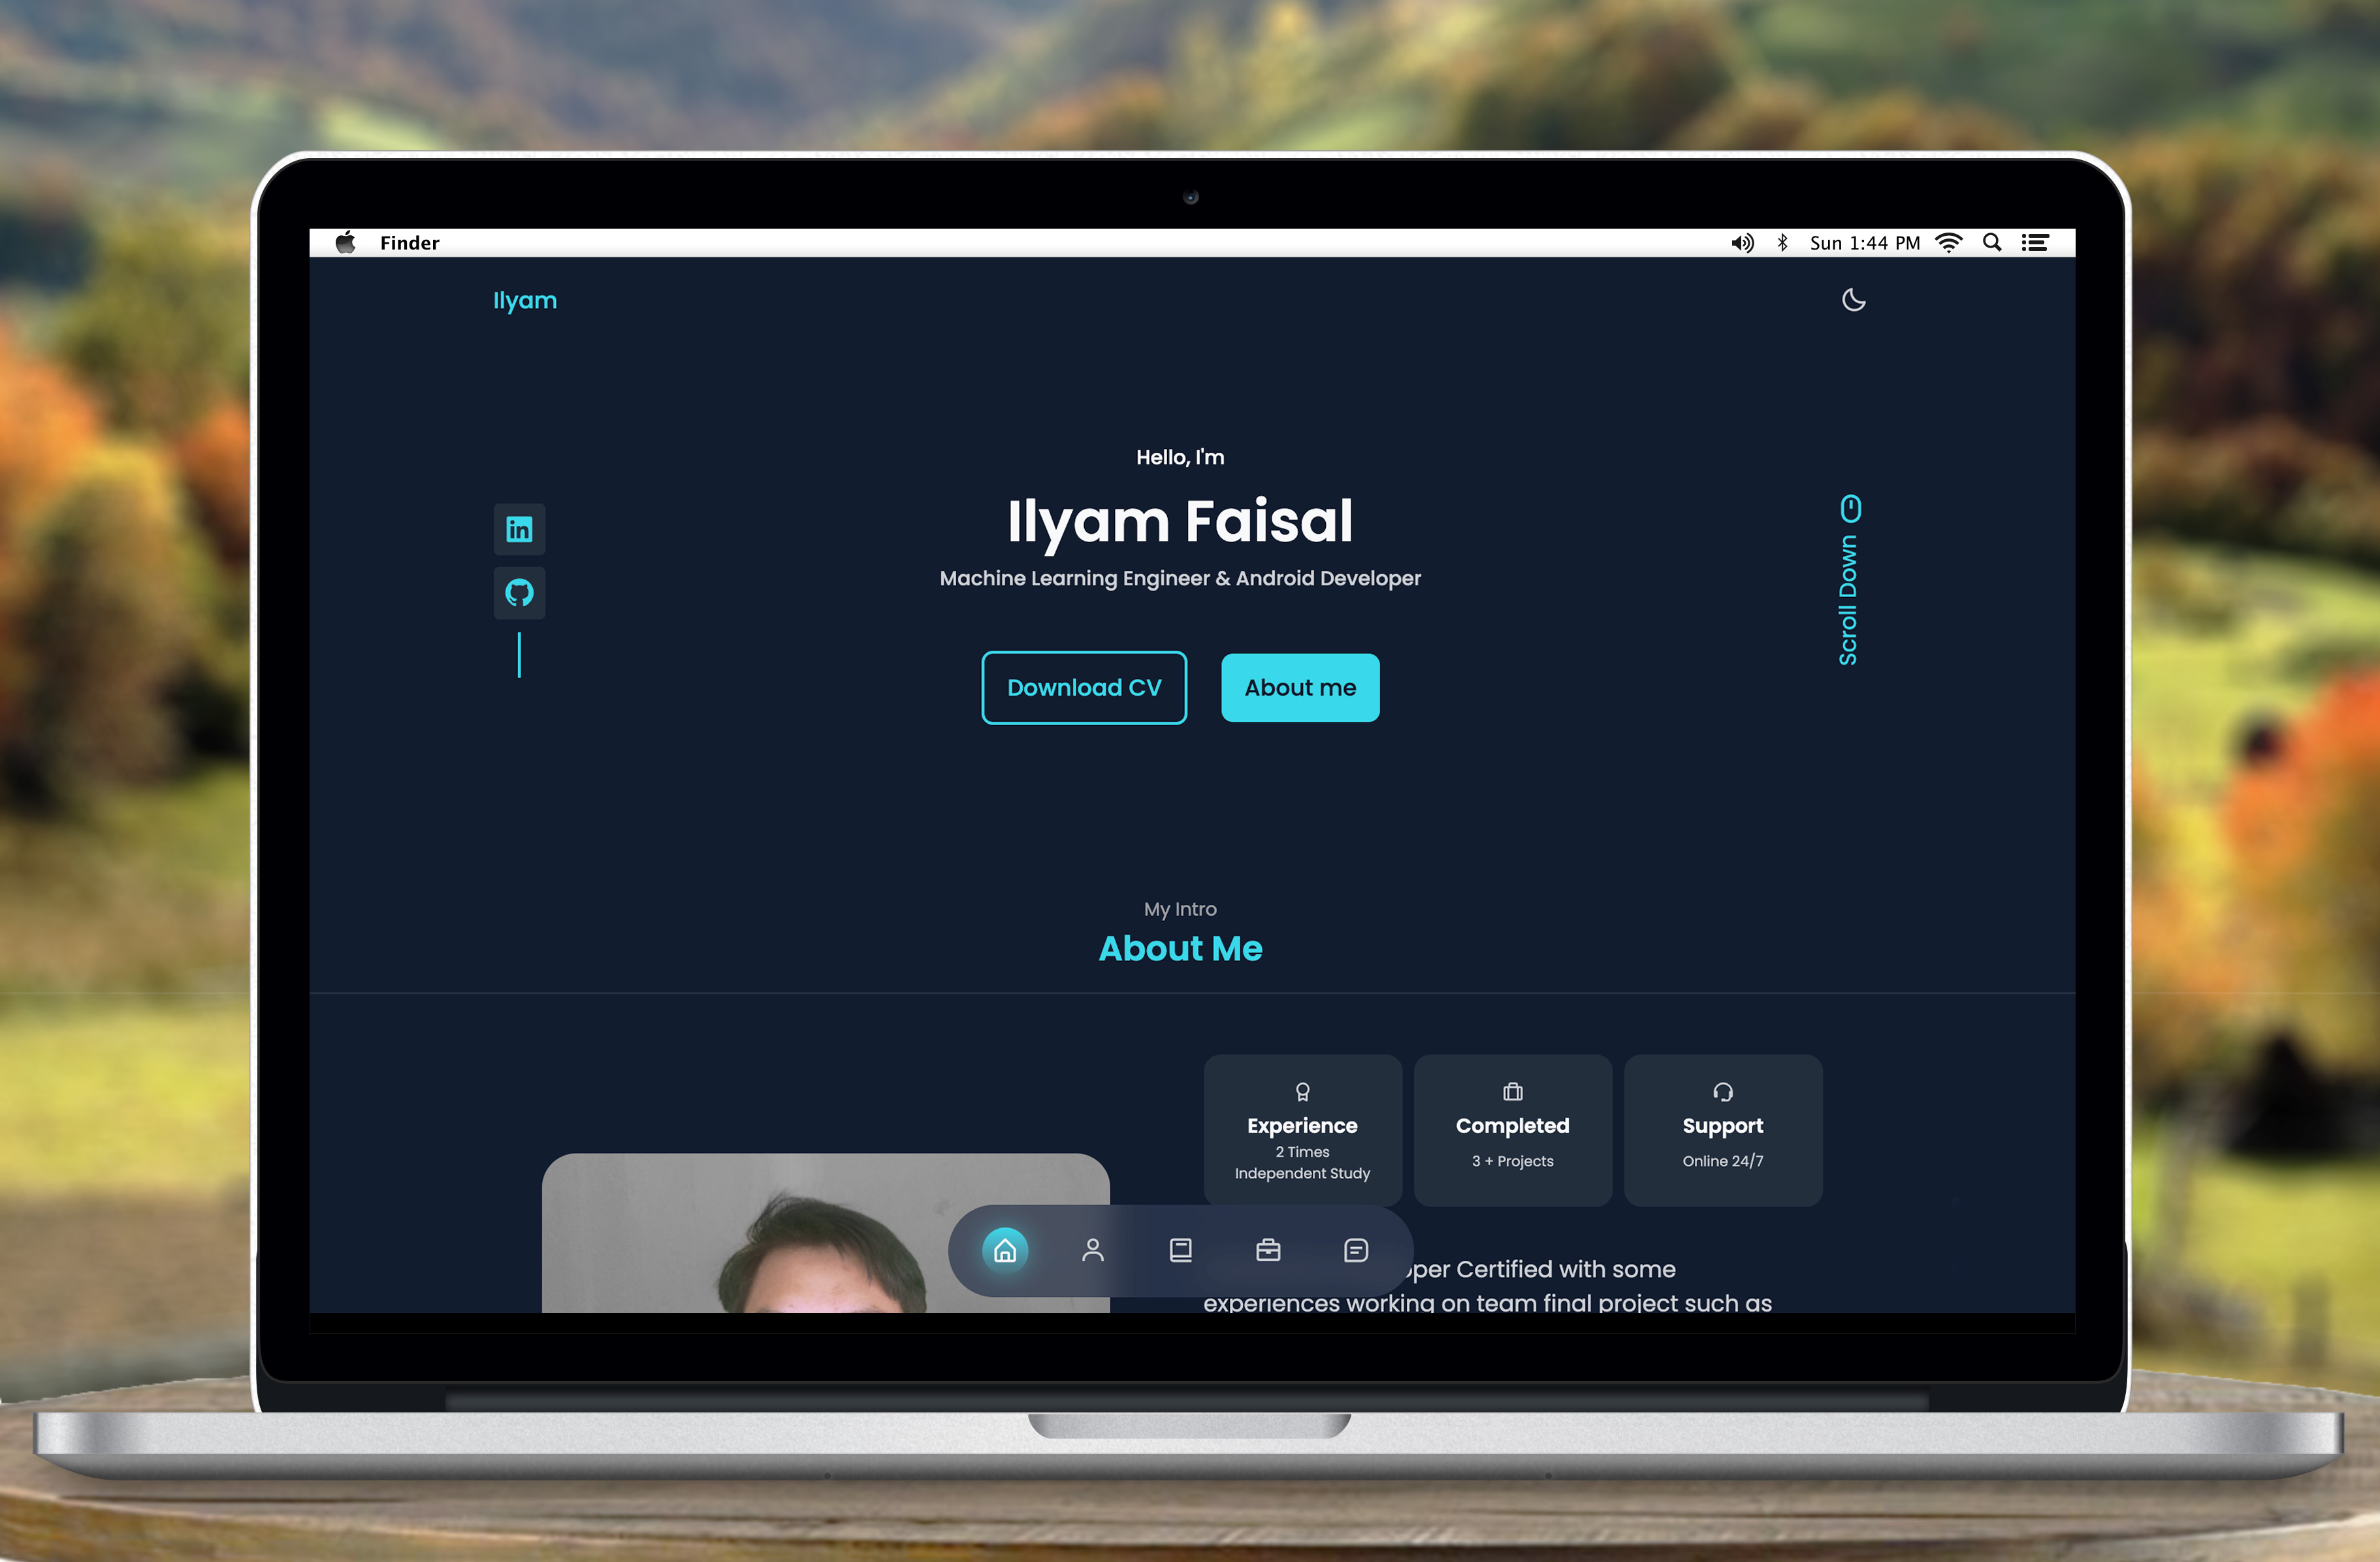 Finder
Sun 1:44 PM
Ilyam
Hello, I'm
Ilyam Faisal
Machine Learning Engineer & Android Developer
in
Scroll Down
Download CV
About me
My Intro
About Me
Experience
2 Times
Independent Study
Completed
3 + Projects
Support
Online 24/7
Certified with some
experiences working on team final project such as